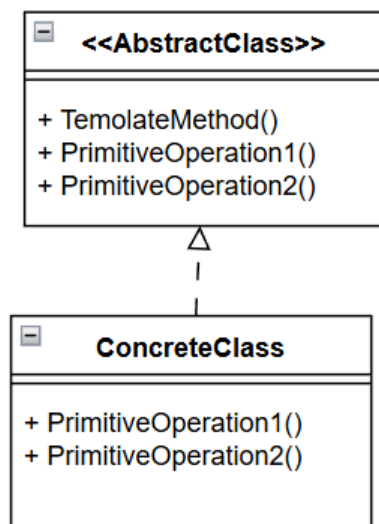 <<AbstractClass>>
+ TemolateMethod()
+ PrimitiveOperation1()
+ PrimitiveOperation2()
ConcreteClass
+ PrimitiveOperation1()
+ PrimitiveOperation2()